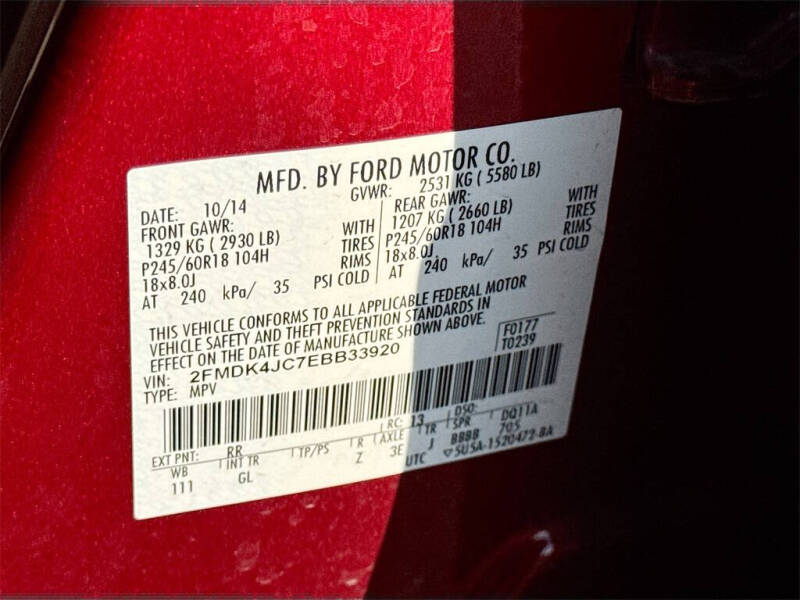 MFD. BY FORD MOTOR CO.
DATE: 10/14 GVWR: 2531 KG ( 5580 LB)
FRONT GAWR: REAR GAWR:
1329 KG ( 2930 LB) WITH 1207 KG ( 2660 LB) WITH
P245/60R18 104H TIRES P245/60R18 104H TIRES
18x8.0J RIMS 18x8.0J RIMS
AT 240 kPa/ 35 PSI COLD AT 240 kPa/ 35 PSI COLD
THIS VEHICLE CONFORMS TO ALL APPLICABLE FEDERAL MOTOR
VEHICLE SAFETY AND THEFT PREVENTION STANDARDS IN
EFFECT ON THE DATE OF MANUFACTURE SHOWN ABOVE.
VIN: 2FMDK4JC7EBB33920 F0177
TYPE: MPV T0239
EXT PNT: RR RC: 13 DSO: DQ11A
WB INT TR TP/PS R AXLE TR SPR 705
111 GL Z 3E J BBBB
UTC ▽5U5A-1520472-BA